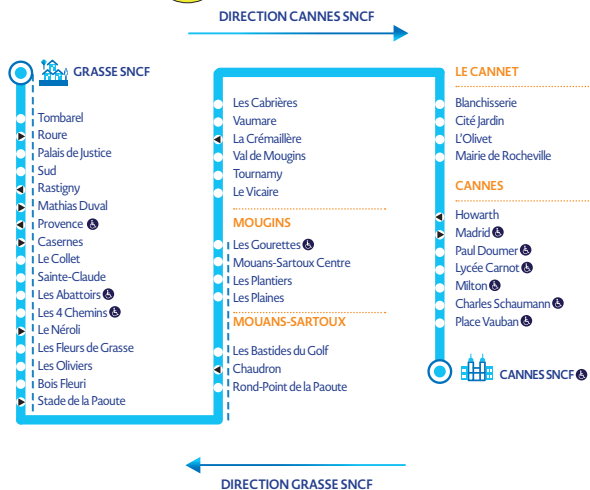 DIRECTION CANNES SNCF
GRASSE SNCF
Tombarel
Roure
Palais de Justice
Sud
Rastigny
Mathias Duval
Provence
Casernes
Le Collet
Sainte-Claude
Les Abattoirs
Les 4 Chemins
Le Néroli
Les Fleurs de Grasse
Les Oliviers
Bois Fleuri
Stade de la Paoute
Les Cabrières
Vaumare
La Crémaillère
Val de Mougins
Tournamy
Le Vicaire
MOUGINS
Les Gourettes
Mouans-Sartoux Centre
Les Plantiers
Les Plaines
MOUANS-SARTOUX
Les Bastides du Golf
Chaudron
Rond-Point de la Paoute
LE CANNET
Blanchisserie
Cité Jardin
L'Olivet
Mairie de Rocheville
CANNES
Howarth
Madrid
Paul Doumer
Lycée Carnot
Milton
Charles Schaumann
Place Vauban
CANNES SNCF
DIRECTION GRASSE SNCF